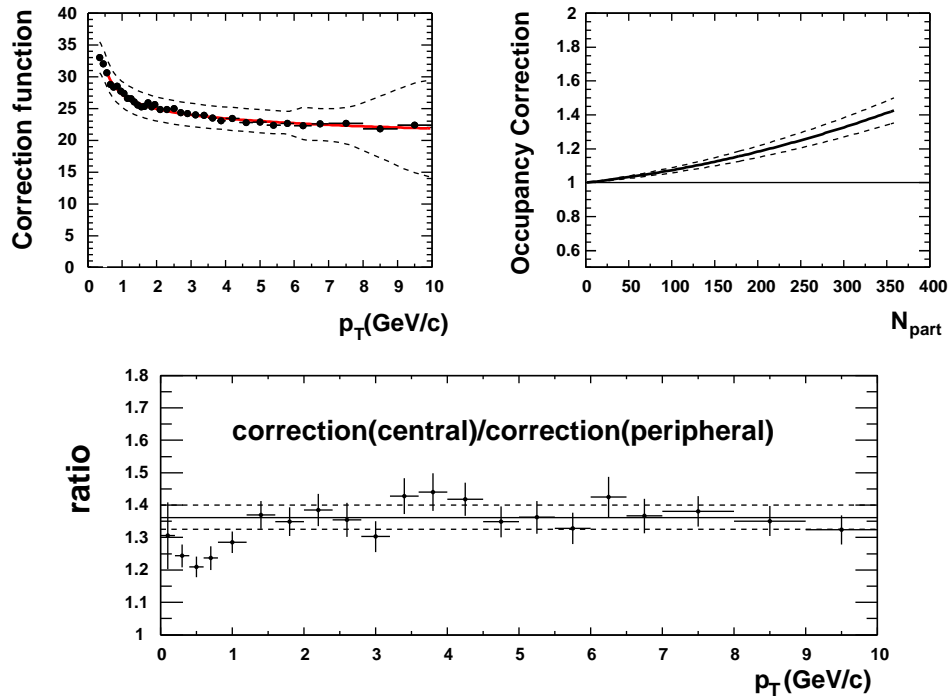 Correction function
40
35
30
25
20
15
10
5
0
0 1 2 3 4 5 6 7 8 9 10
p_T(GeV/c)
Occupancy Correction
2
1.8
1.6
1.4
1.2
1
0.8
0.6
0 50 100 150 200 250 300 350 400
N_part
ratio
1.8
1.7
1.6
1.5
1.4
1.3
1.2
1.1
1
correction(central)/correction(peripheral)
0 1 2 3 4 5 6 7 8 9 10
p_T(GeV/c)